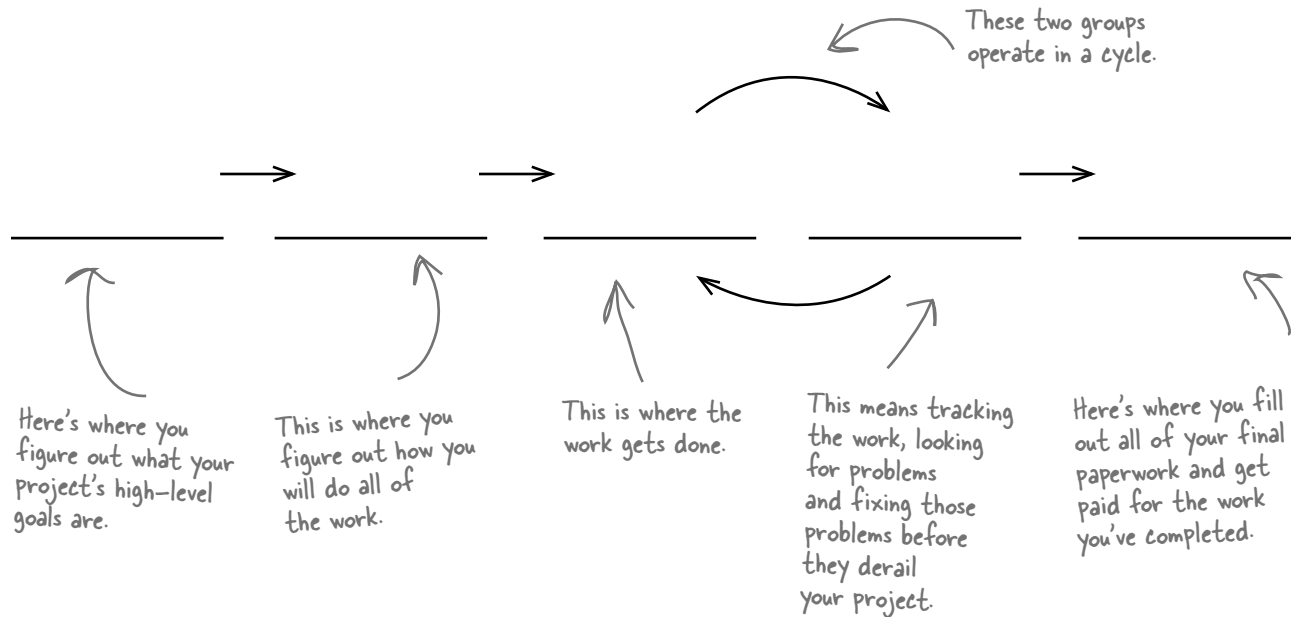 These two groups
operate in a cycle.
Here's where you
figure out what your
project's high-level
goals are.
This is where you
figure out how you
will do all of
the work.
This is where the
work gets done.
This means tracking
the work, looking
for problems
and fixing those
problems before
they derail
your project.
Here's where you fill
out all of your final
paperwork and get
paid for the work
you've completed.